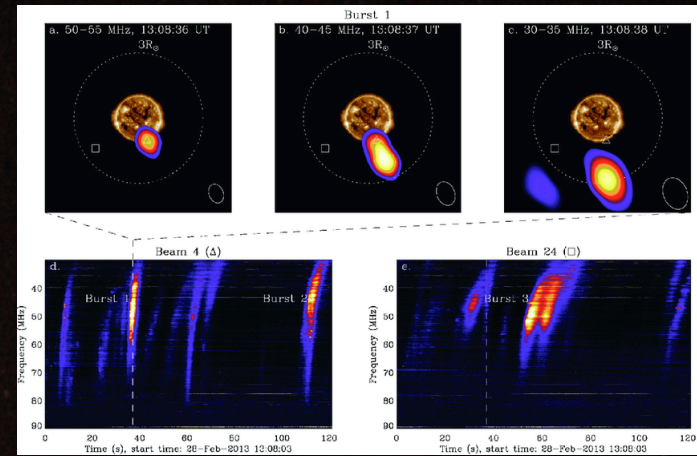 Burst 1
a. 50-55 MHz, 13:08:36 UT
3R☉
b. 40-45 MHz, 13:08:37 UT
3R☉
c. 30-35 MHz, 13:08:38 UT
3R☉
Beam 4 (Δ)
d.
Burst 1
Burst 2
Frequency (MHz)
40
50
60
70
80
90
0
20
40
60
80
100
120
Time (s), start time: 28-Feb-2013 13:08:03
Beam 24 (□)
e.
Burst 3
Frequency (MHz)
40
50
60
70
80
90
0
20
40
60
80
100
120
Time (s), start time: 28-Feb-2013 13:08:03